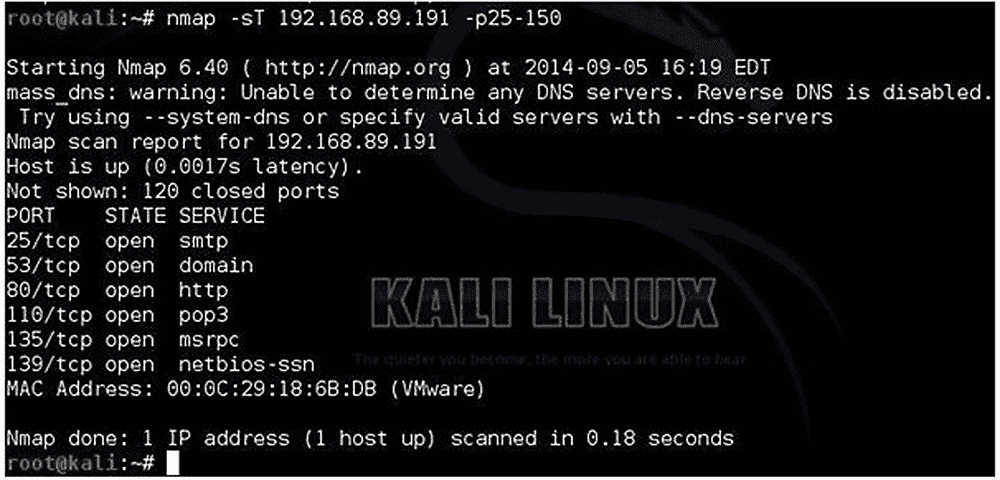 root@kali:~# nmap -sT 192.168.89.191 -p25-150
Starting Nmap 6.40 ( http://nmap.org ) at 2014-09-05 16:19 EDT
mass_dns: warning: Unable to determine any DNS servers. Reverse DNS is disabled.
Try using --system-dns or specify valid servers with --dns-servers
Nmap scan report for 192.168.89.191
Host is up (0.0017s latency).
Not shown: 120 closed ports
PORT    STATE SERVICE
25/tcp  open  smtp
53/tcp  open  domain
80/tcp  open  http
110/tcp open  pop3
135/tcp open  msrpc
139/tcp open  netbios-ssn
MAC Address: 00:0C:29:18:6B:DB (VMware)
Nmap done: 1 IP address (1 host up) scanned in 0.18 seconds
root@kali:~#
KALI LINUX
The quieter you become, the more you are able to hear